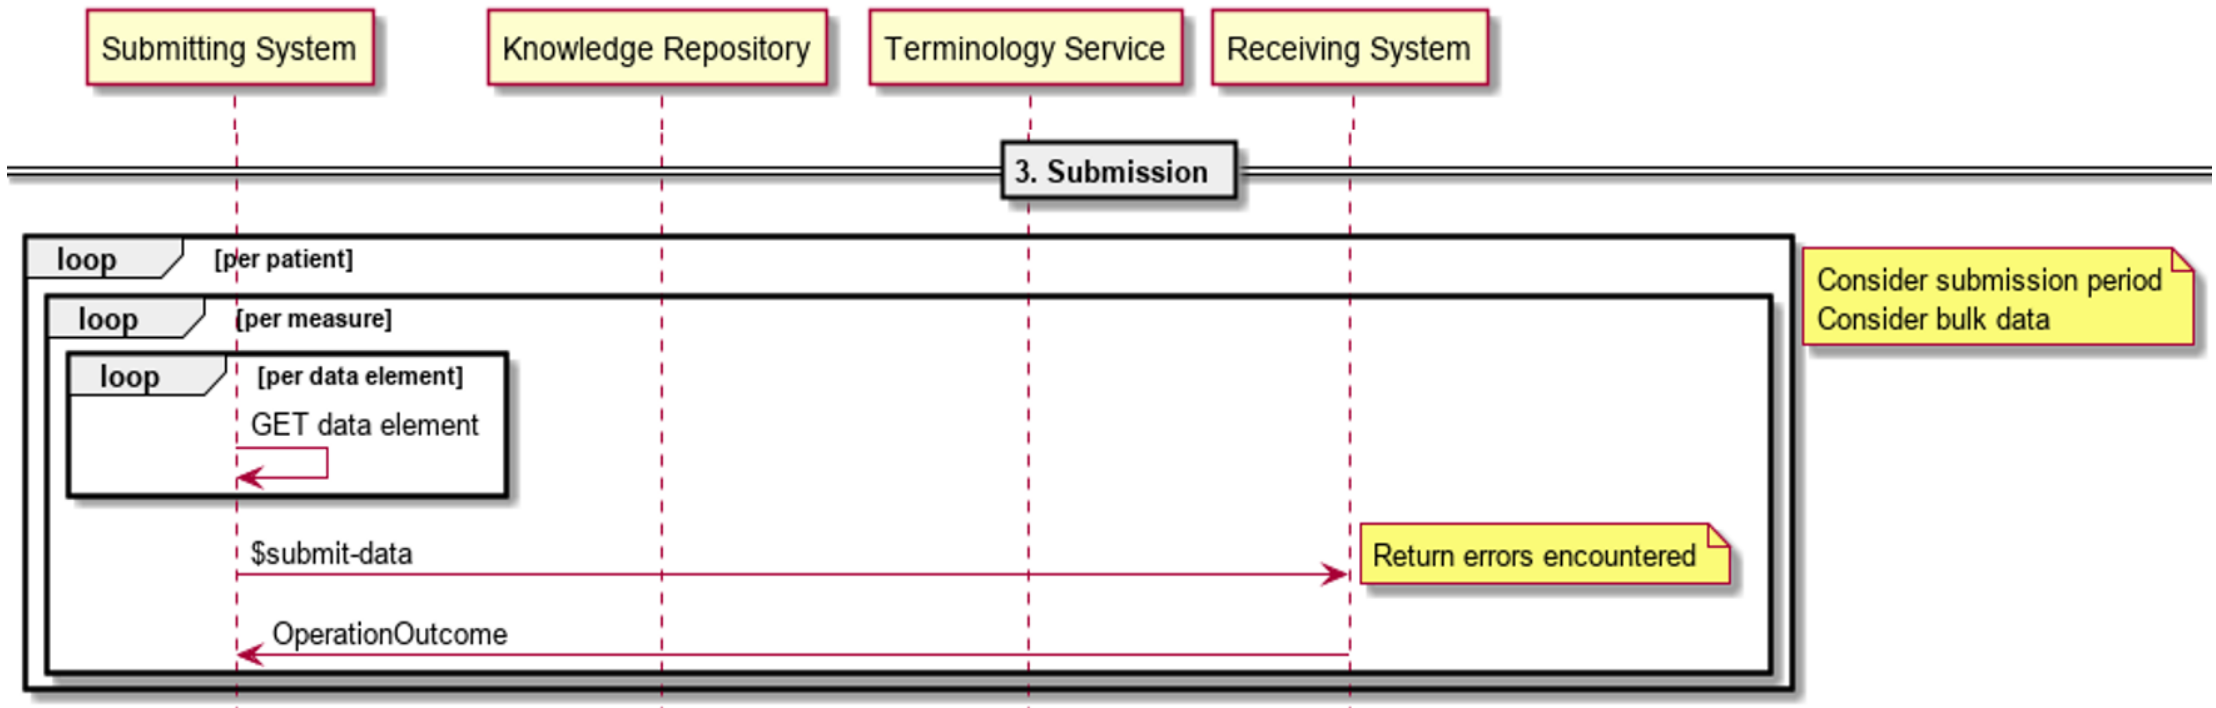 Submitting System
Knowledge Repository
Terminology Service
Receiving System
3. Submission
loop [per patient]
Consider submission period
Consider bulk data
loop [per measure]
loop [per data element]
GET data element
$submit-data
Return errors encountered
OperationOutcome